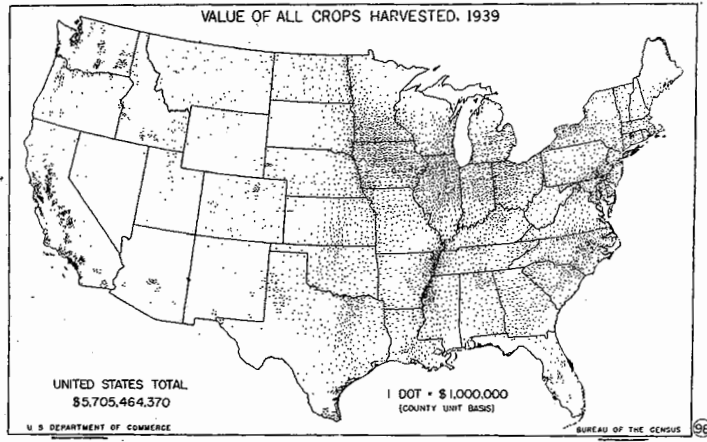 VALUE OF ALL CROPS HARVESTED, 1939
UNITED STATES TOTAL
$5,705,464,370
1 DOT = $1,000,000
(COUNTY UNIT BASIS)
U S DEPARTMENT OF COMMERCE
BUREAU OF THE CENSUS